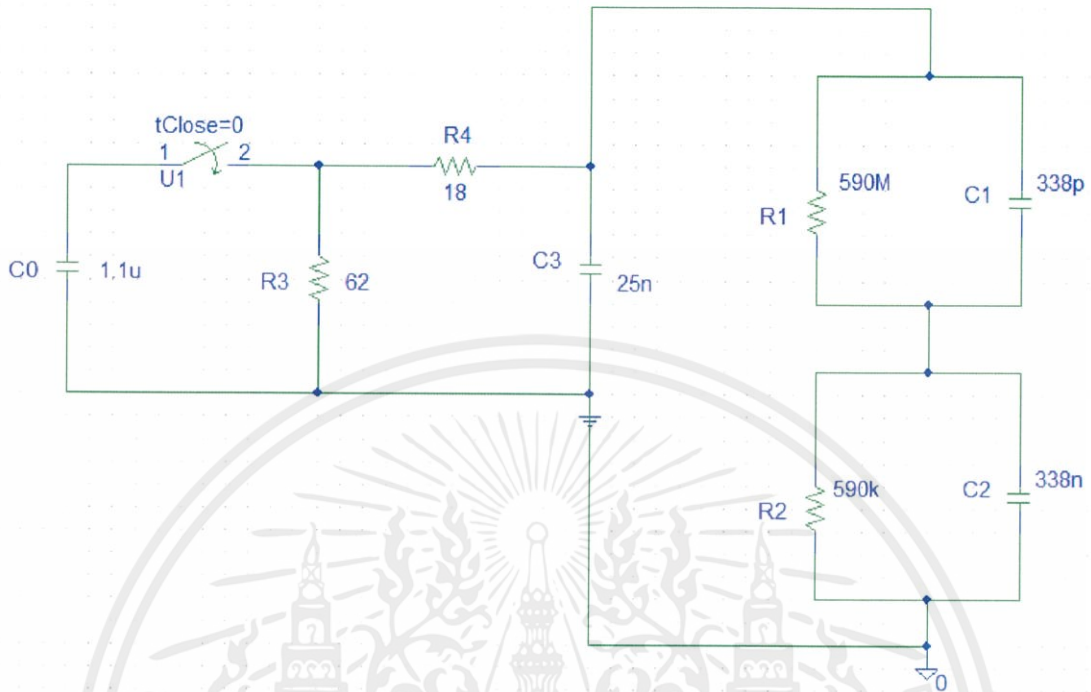 tClose=0
1 2
U1
R4
18
C0 1,1u
R3 62
C3
25n
590M
R1
C1 338p
590k
R2
C2 338n
0